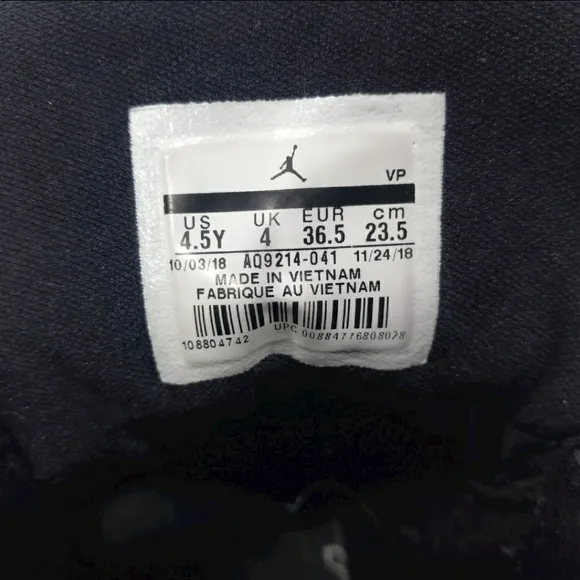 VP
US UK EUR cm
4.5Y 4 36.5 23.5
10/03/18 AQ9214-041 11/24/18
MADE IN VIETNAM
FABRIQUE AU VIETNAM
108804742 UPC 00884776808028